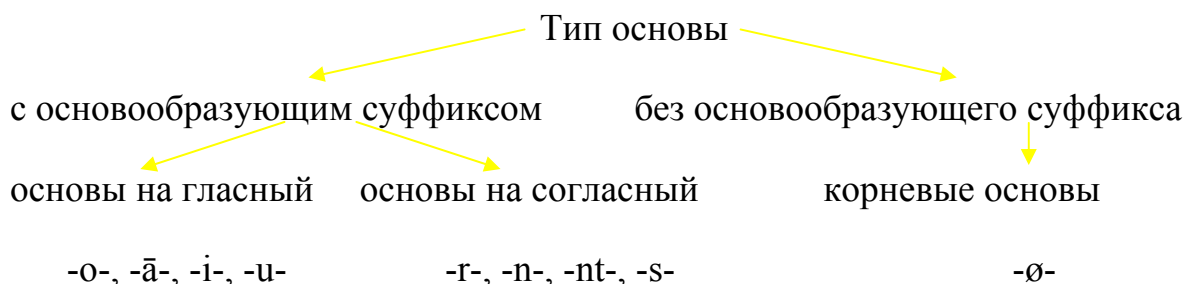 Тип основы
с основообразующим суффиксом без основообразующего суффикса
основы на гласный основы на согласный корневые основы
-o-, -ā-, -i-, -u- -r-, -n-, -nt-, -s- -ø-